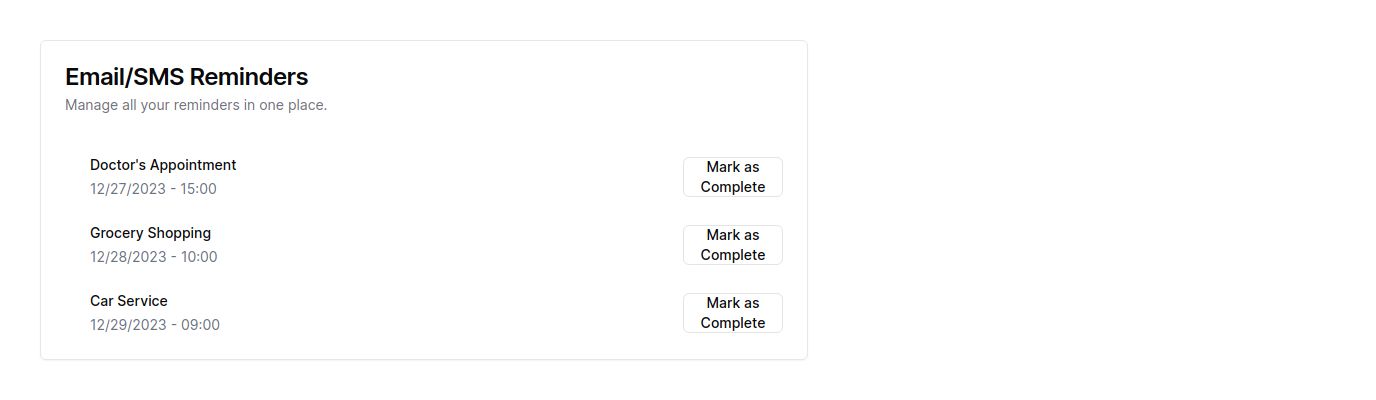 Email/SMS Reminders
Manage all your reminders in one place.
Doctor's Appointment
12/27/2023 - 15:00
Mark as
Complete
Grocery Shopping
12/28/2023 - 10:00
Mark as
Complete
Car Service
12/29/2023 - 09:00
Mark as
Complete